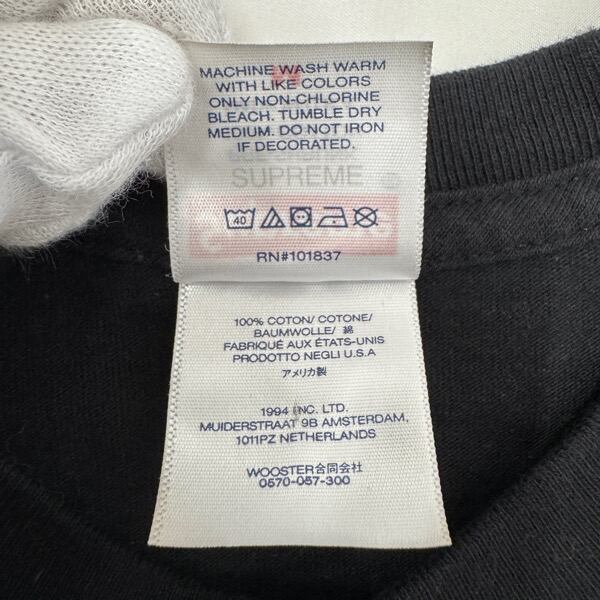 MACHINE WASH WARM
WITH LIKE COLORS
ONLY NON-CHLORINE
BLEACH. TUMBLE DRY
MEDIUM. DO NOT IRON
IF DECORATED.
SUPREME
40
RN#101837
100% COTON/ COTONE/
BAUMWOLLE/ 綿
FABRIQUÉ AUX ÉTATS-UNIS
PRODOTTO NEGLI U.S.A
アメリカ製
1994 INC. LTD.
MUIDERSTRAAT 9B AMSTERDAM,
1011PZ NETHERLANDS
WOOSTER合同会社
0570-057-300